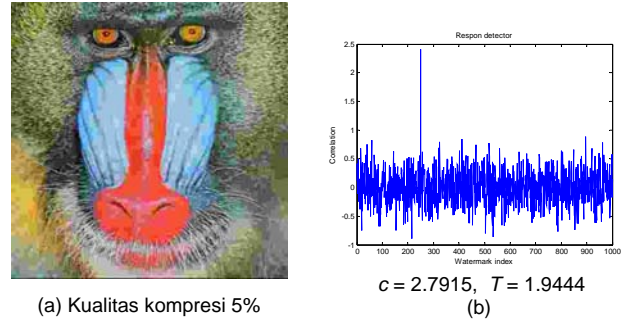 (a) Kualitas kompresi 5%
Respon detector
Correlation
2.5
2
1.5
1
0.5
0
-0.5
-1
0 100 200 300 400 500 600 700 800 900 1000
Watermark index
c = 2.7915, T = 1.9444
(b)